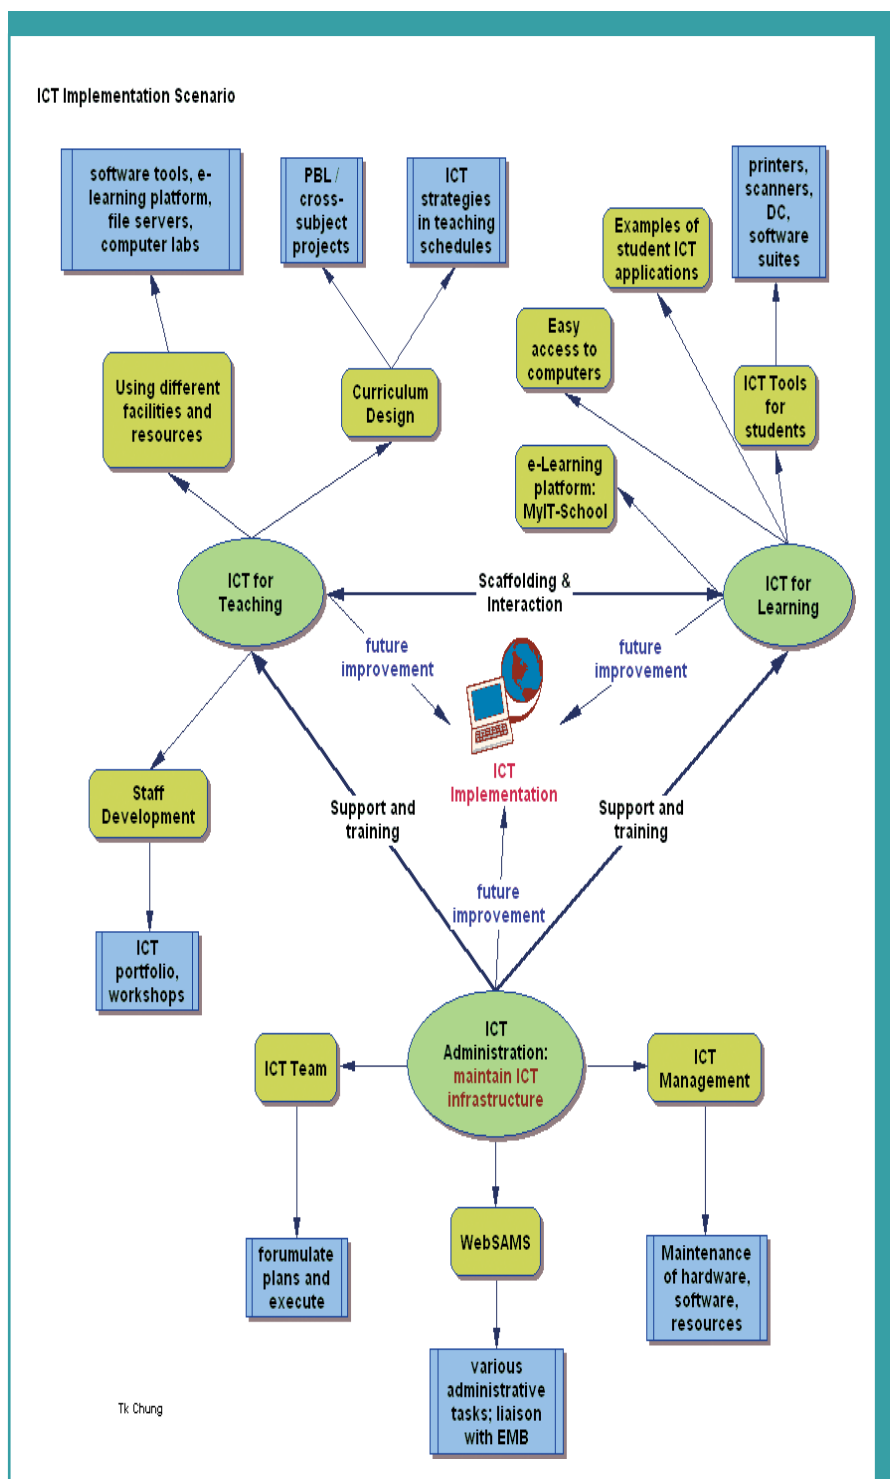 ICT Implementation Scenario
software tools, e-
learning platform,
file servers,
computer labs
PBL /
cross-
subject
projects
ICT
strategies
in teaching
schedules
Examples of
student ICT
applications
printers,
scanners,
DC,
software
suites
Using different
facilities and
resources
Curriculum
Design
Easy
access to
computers
ICT Tools
for
students
e-Learning
platform:
MyIT-School
ICT for
Teaching
Scaffolding &
Interaction
ICT for
Learning
future
improvement
future
improvement
ICT
Implementation
Staff
Development
Support and
training
Support and
training
future
improvement
ICT
portfolio,
workshops
ICT
Administration:
maintain ICT
infrastructure
ICT Team
ICT
Management
WebSAMS
forumulate
plans and
execute
Maintenance
of hardware,
software,
resources
various
administrative
tasks; liaison
with EMB
Tk Chung